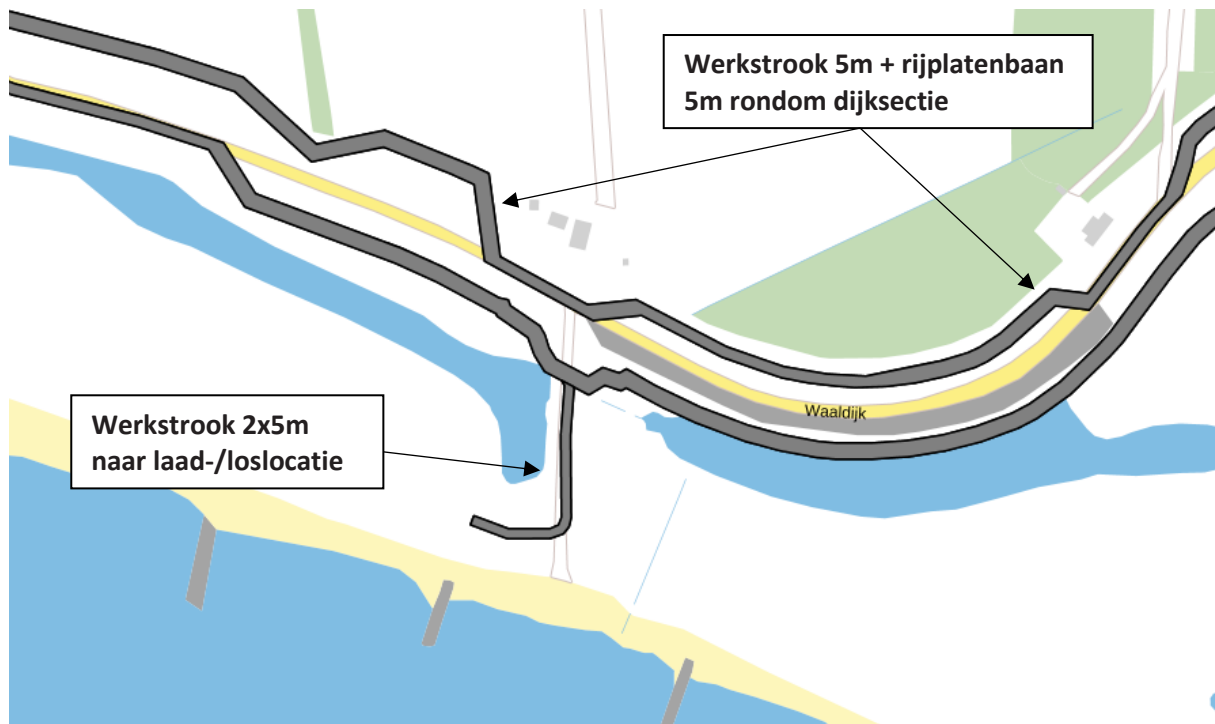 Werkstrook 5m + rijplatenbaan
5m rondom dijksectie
Waaldijk
Werkstrook 2x5m
naar laad-/loslocatie